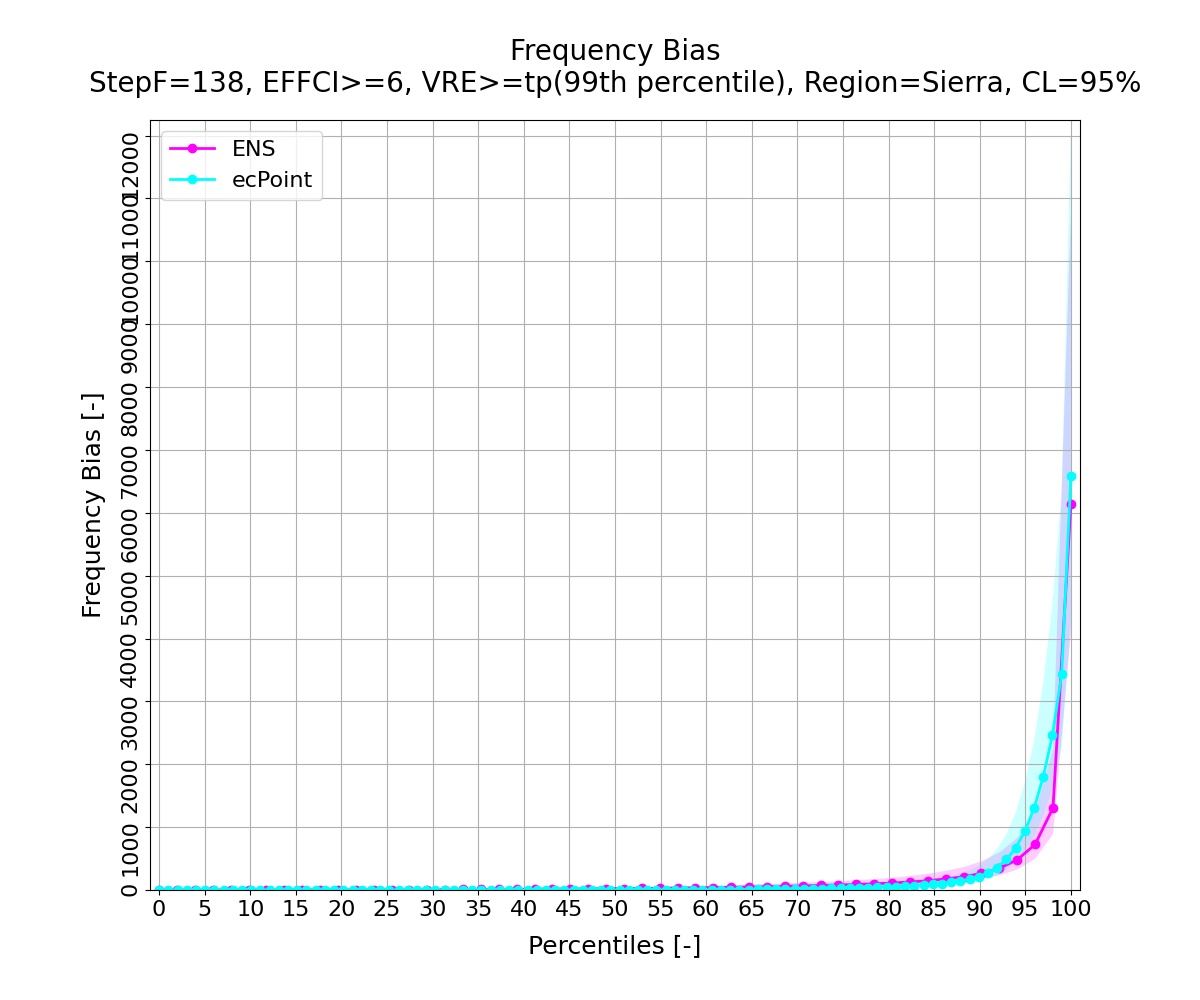 Frequency Bias
StepF=138, EFFCI>=6, VRE>=tp(99th percentile), Region=Sierra, CL=95%
ENS
ecPoint
Frequency Bias [-]
12000
11000
10000
9000
8000
7000
6000
5000
4000
3000
2000
1000
0
0 5 10 15 20 25 30 35 40 45 50 55 60 65 70 75 80 85 90 95 100
Percentiles [-]